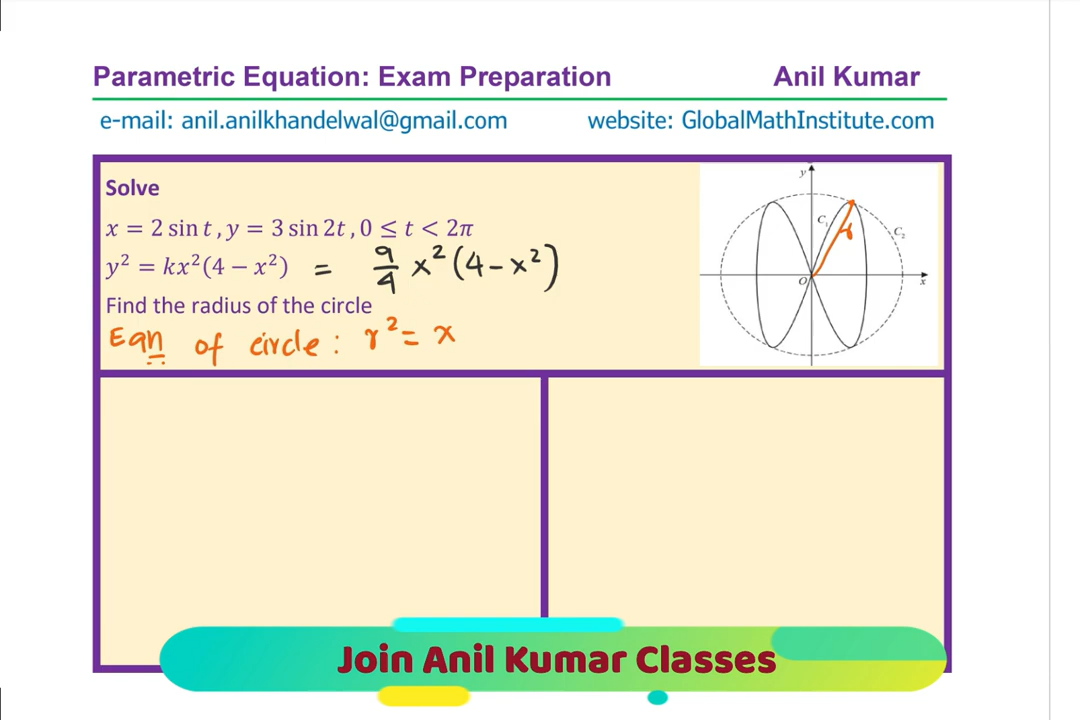 Parametric Equation: Exam Preparation Anil Kumar
e-mail: anil.anilkhandelwal@gmail.com website: GlobalMathInstitute.com
Solve
x = 2 sin t , y = 3 sin 2t , 0 ≤ t < 2π
y² = kx²(4 − x²) = 9/4 x² (4 − x²)
Find the radius of the circle
Eqn of circle : r² = x
y
C₁
C₂
r
O
x
Join Anil Kumar Classes